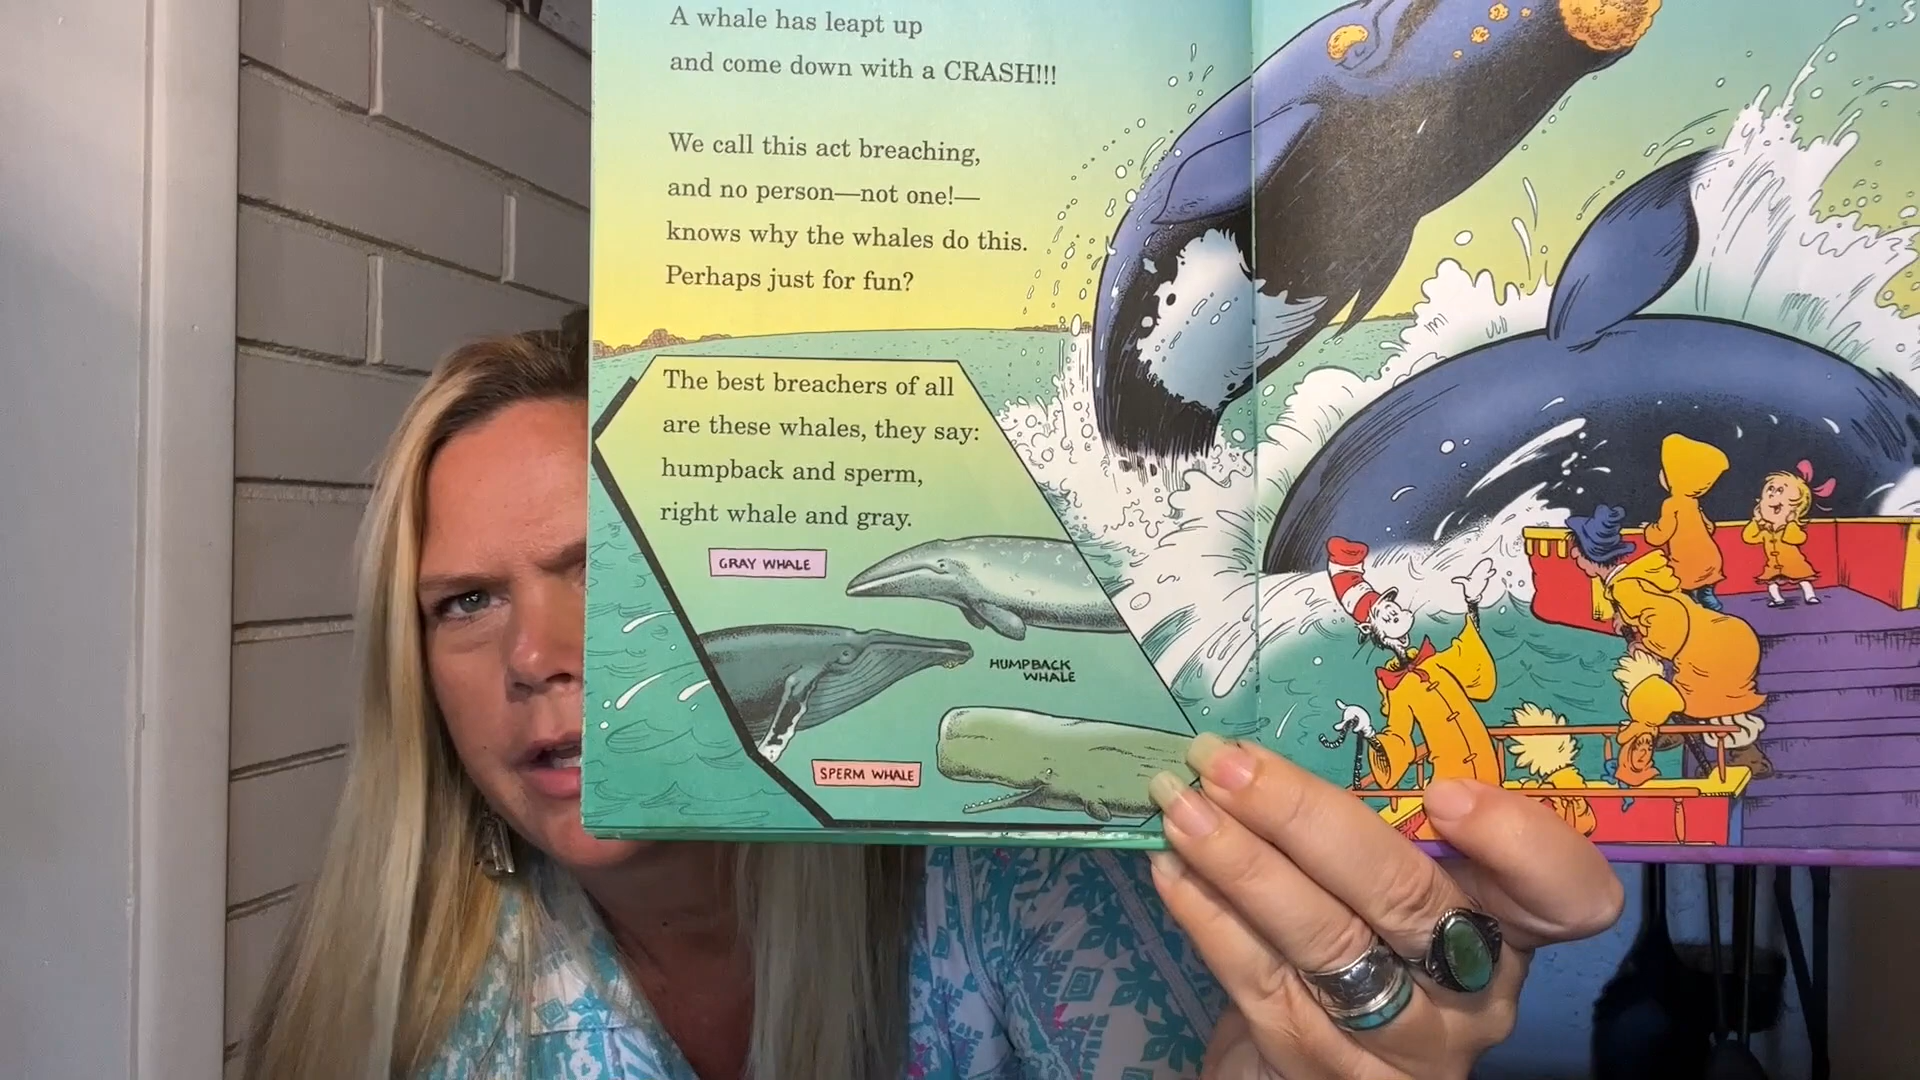 A whale has leapt up
and come down with a CRASH!!!
We call this act breaching,
and no person—not one!—
knows why the whales do this.
Perhaps just for fun?
The best breachers of all
are these whales, they say:
humpback and sperm,
right whale and gray.
GRAY WHALE
HUMPBACK
WHALE
SPERM WHALE